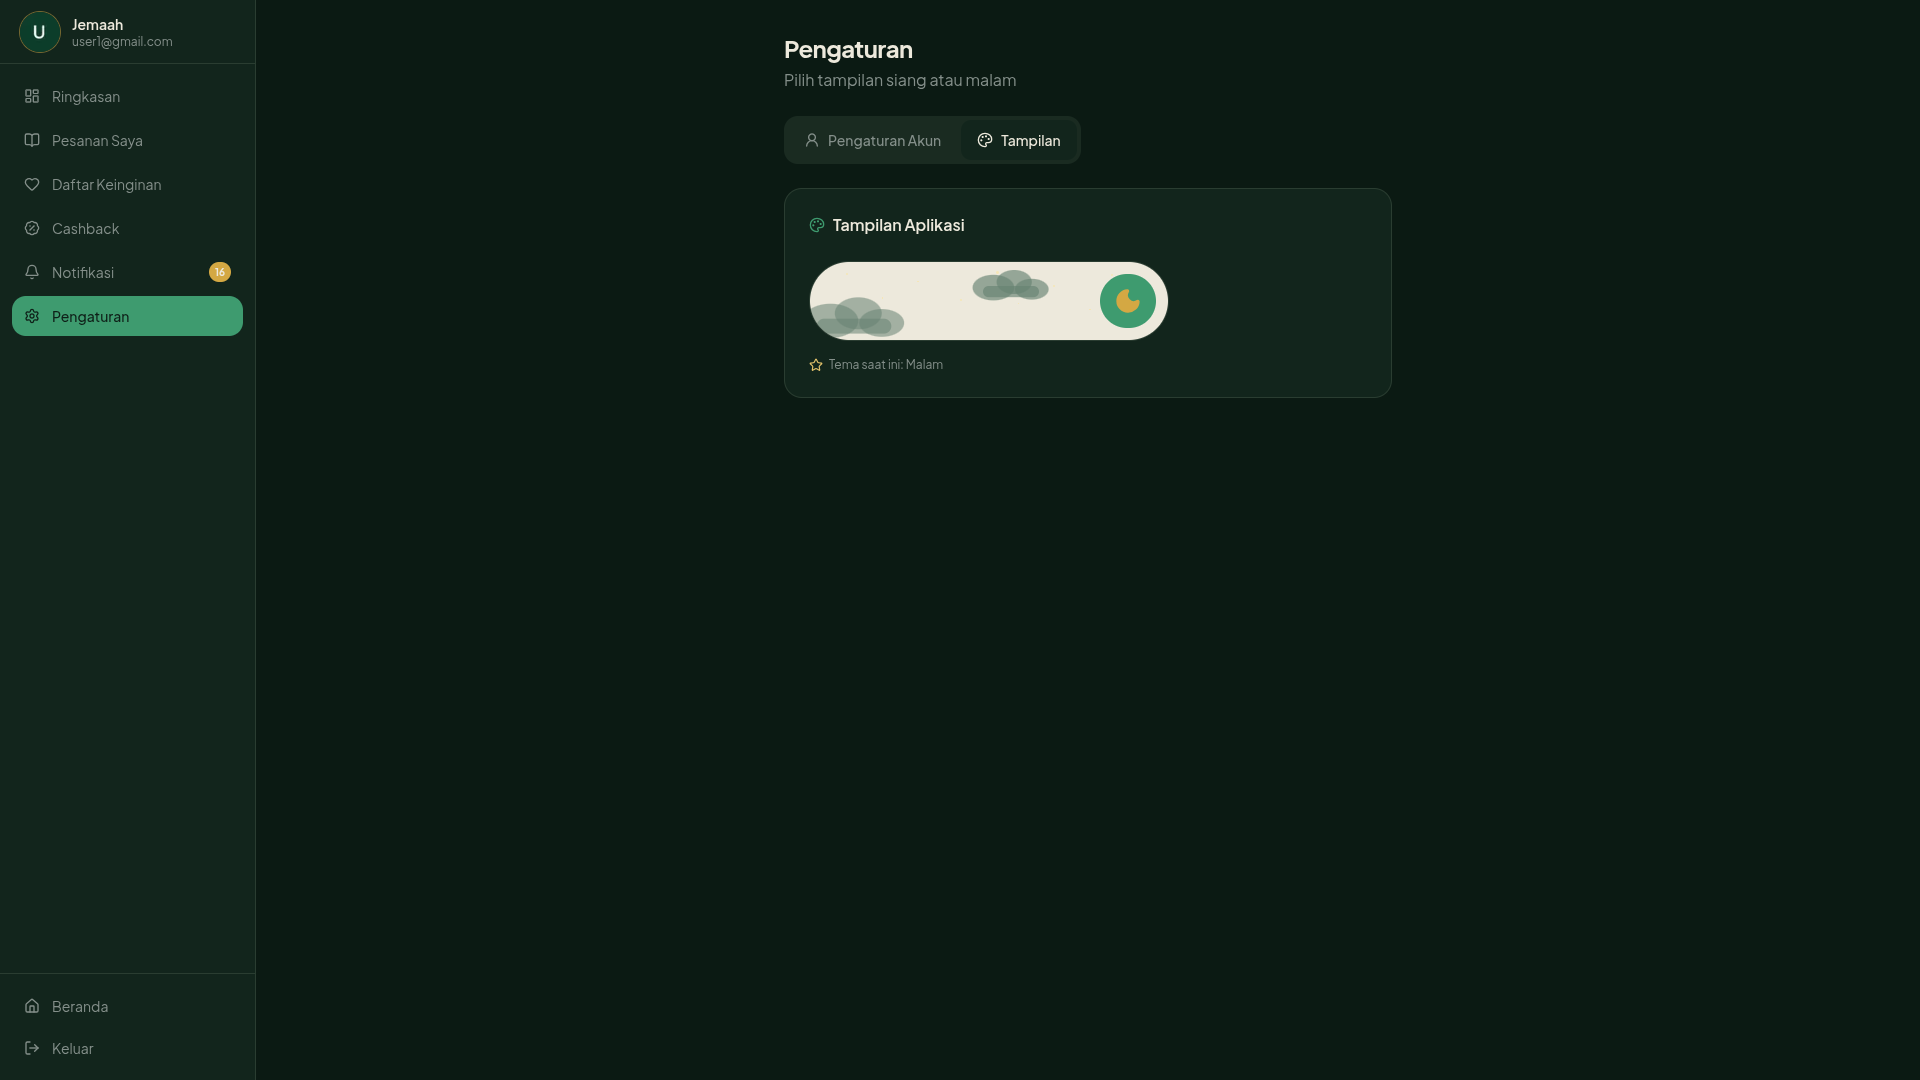 U
Jemaah
user1@gmail.com
Ringkasan
Pesanan Saya
Daftar Keinginan
Cashback
Notifikasi
16
Pengaturan
Beranda
Keluar
Pengaturan
Pilih tampilan siang atau malam
Pengaturan Akun
Tampilan
Tampilan Aplikasi
Tema saat ini: Malam